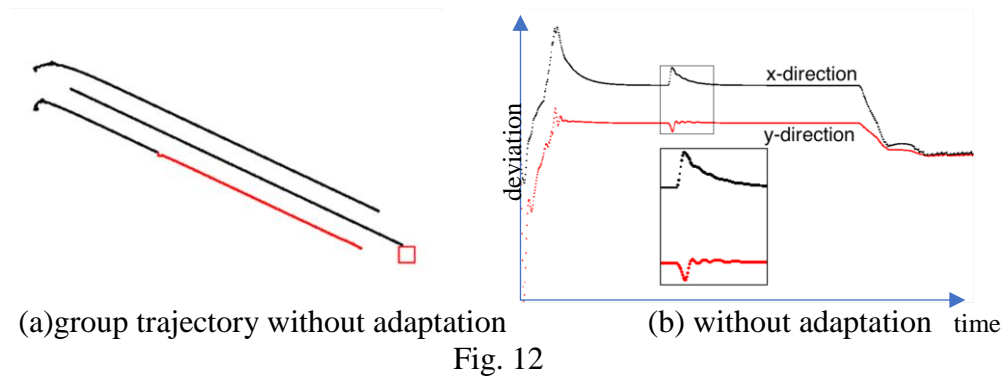 x-direction
deviation
y-direction
(a)group trajectory without adaptation
(b) without adaptation
time
Fig. 12